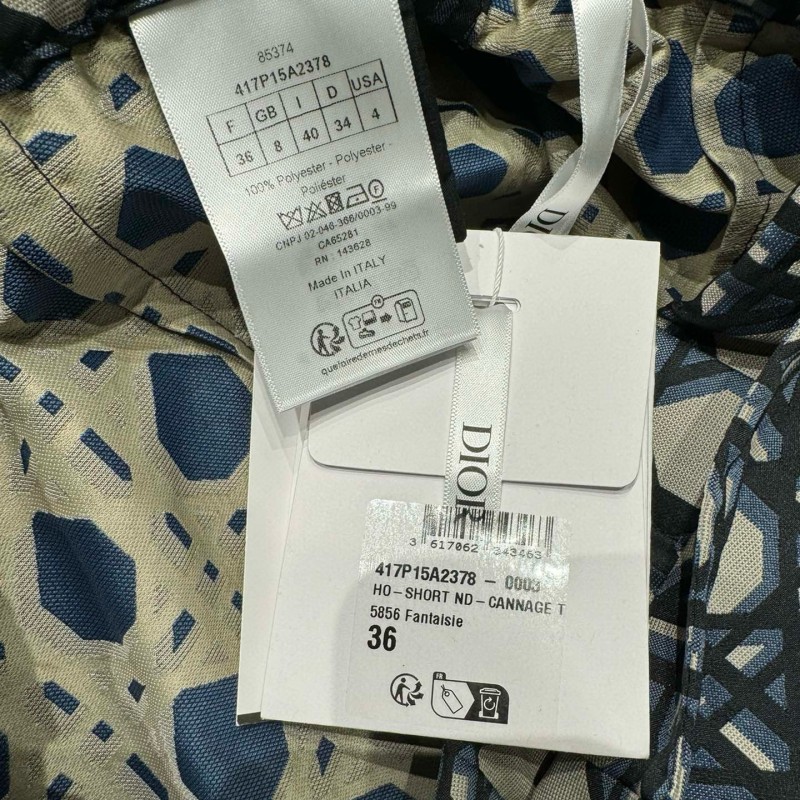 85374
417P15A2378
F GB I D USA
36 8 40 34 4
100% Polyester - Polyester -
Poliéster
F
CNPJ 02-046-366/0003-99
CA65281
RN : 143628
Made In ITALY
ITALIA
FR
quefairedemesdechets.fr
DIOR
DIOR
3 617062 343463
417P15A2378 - 0003
HO-SHORT ND-CANNAGE T
5856 Fantaisie
36
FR